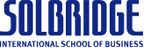 SOLBRIDGE
INTERNATIONAL SCHOOL OF BUSINESS